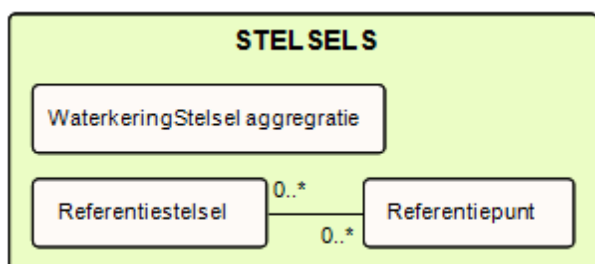 STELSELS
WaterkeringStelsel aggregratie
Referentiestelsel
0..*
0..*
Referentiepunt